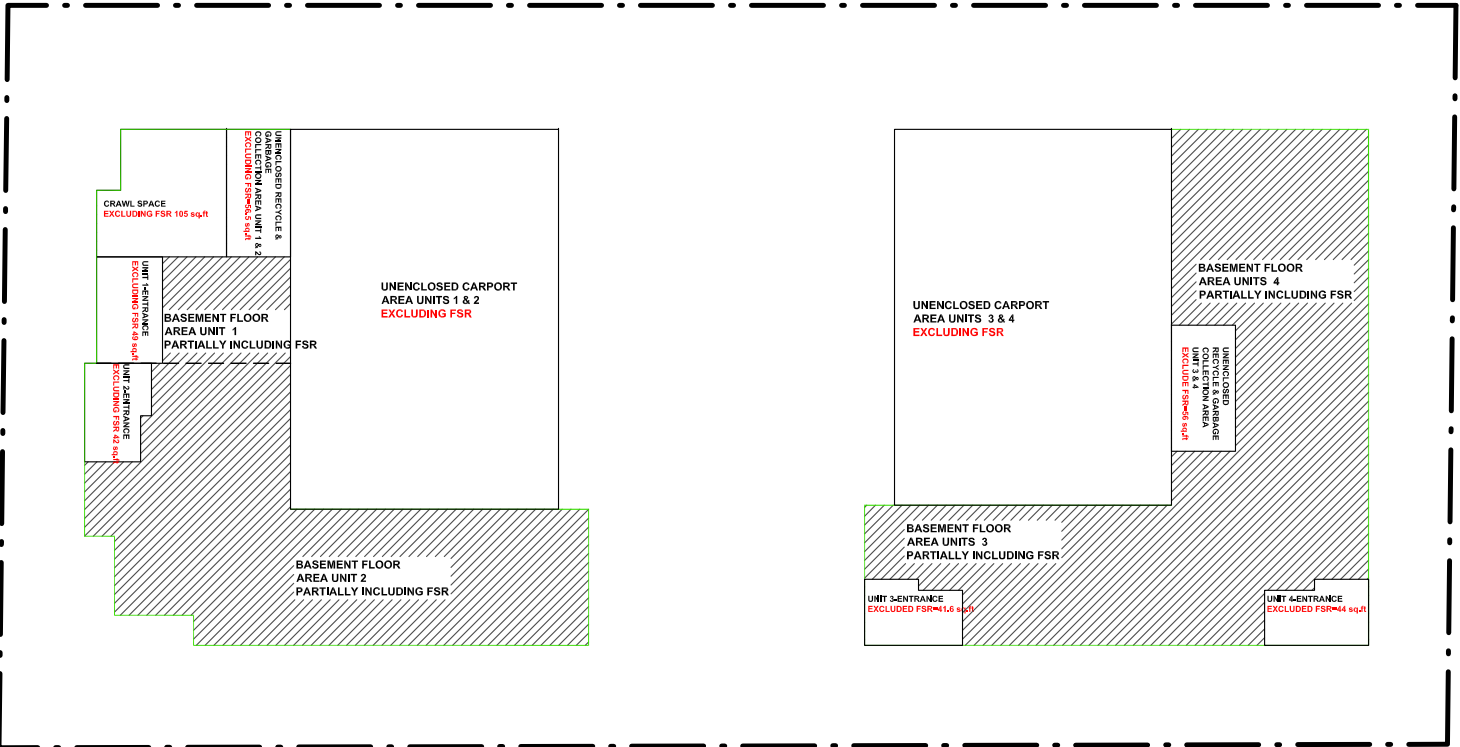 UNENCLOSED RECYCLE &
GARBAGE
COLLECTION AREA UNIT 1 & 2
EXCLUDING FSR=56.5 sq.ft
CRAWL SPACE
EXCLUDING FSR 105 sq.ft
UNIT 1-ENTRANCE
EXCLUDING FSR 49 sq.ft
BASEMENT FLOOR
AREA UNIT 1
PARTIALLY INCLUDING FSR
UNENCLOSED CARPORT
AREA UNITS 1 & 2
EXCLUDING FSR
UNIT 2-ENTRANCE
EXCLUDING FSR 42 sq.ft
BASEMENT FLOOR
AREA UNIT 2
PARTIALLY INCLUDING FSR
UNENCLOSED CARPORT
AREA UNITS 3 & 4
EXCLUDING FSR
BASEMENT FLOOR
AREA UNITS 4
PARTIALLY INCLUDING FSR
UNENCLOSED
RECYCLE & GARBAGE
COLLECTION AREA
UNIT 3 & 4
EXCLUDE FSR=56 sq.ft
BASEMENT FLOOR
AREA UNITS 3
PARTIALLY INCLUDING FSR
UNIT 3-ENTRANCE
EXCLUDED FSR=41.6 sq.ft
UNIT 4-ENTRANCE
EXCLUDED FSR=44 sq.ft